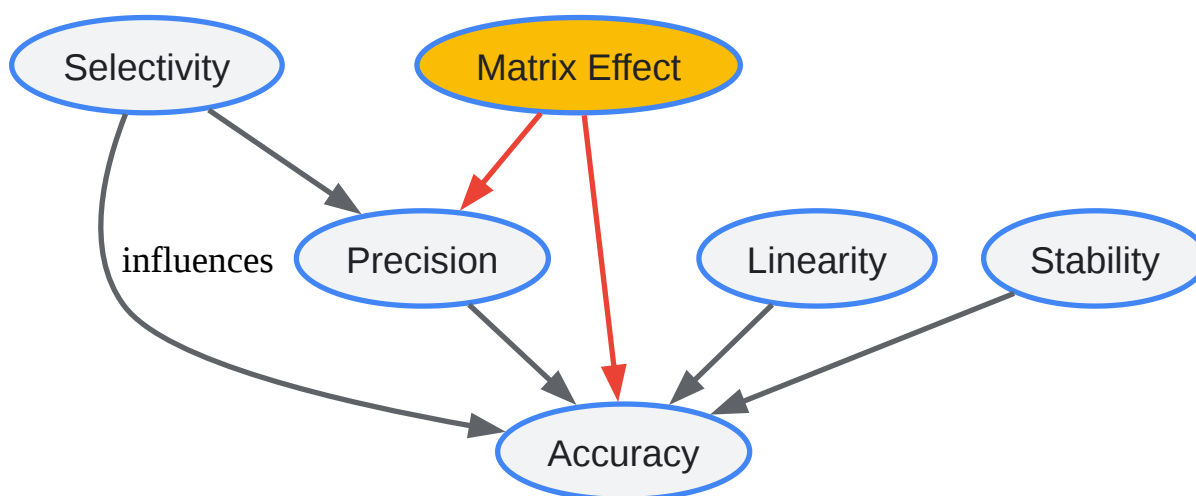 Selectivity
Matrix Effect
influences
Precision
Linearity
Stability
Accuracy